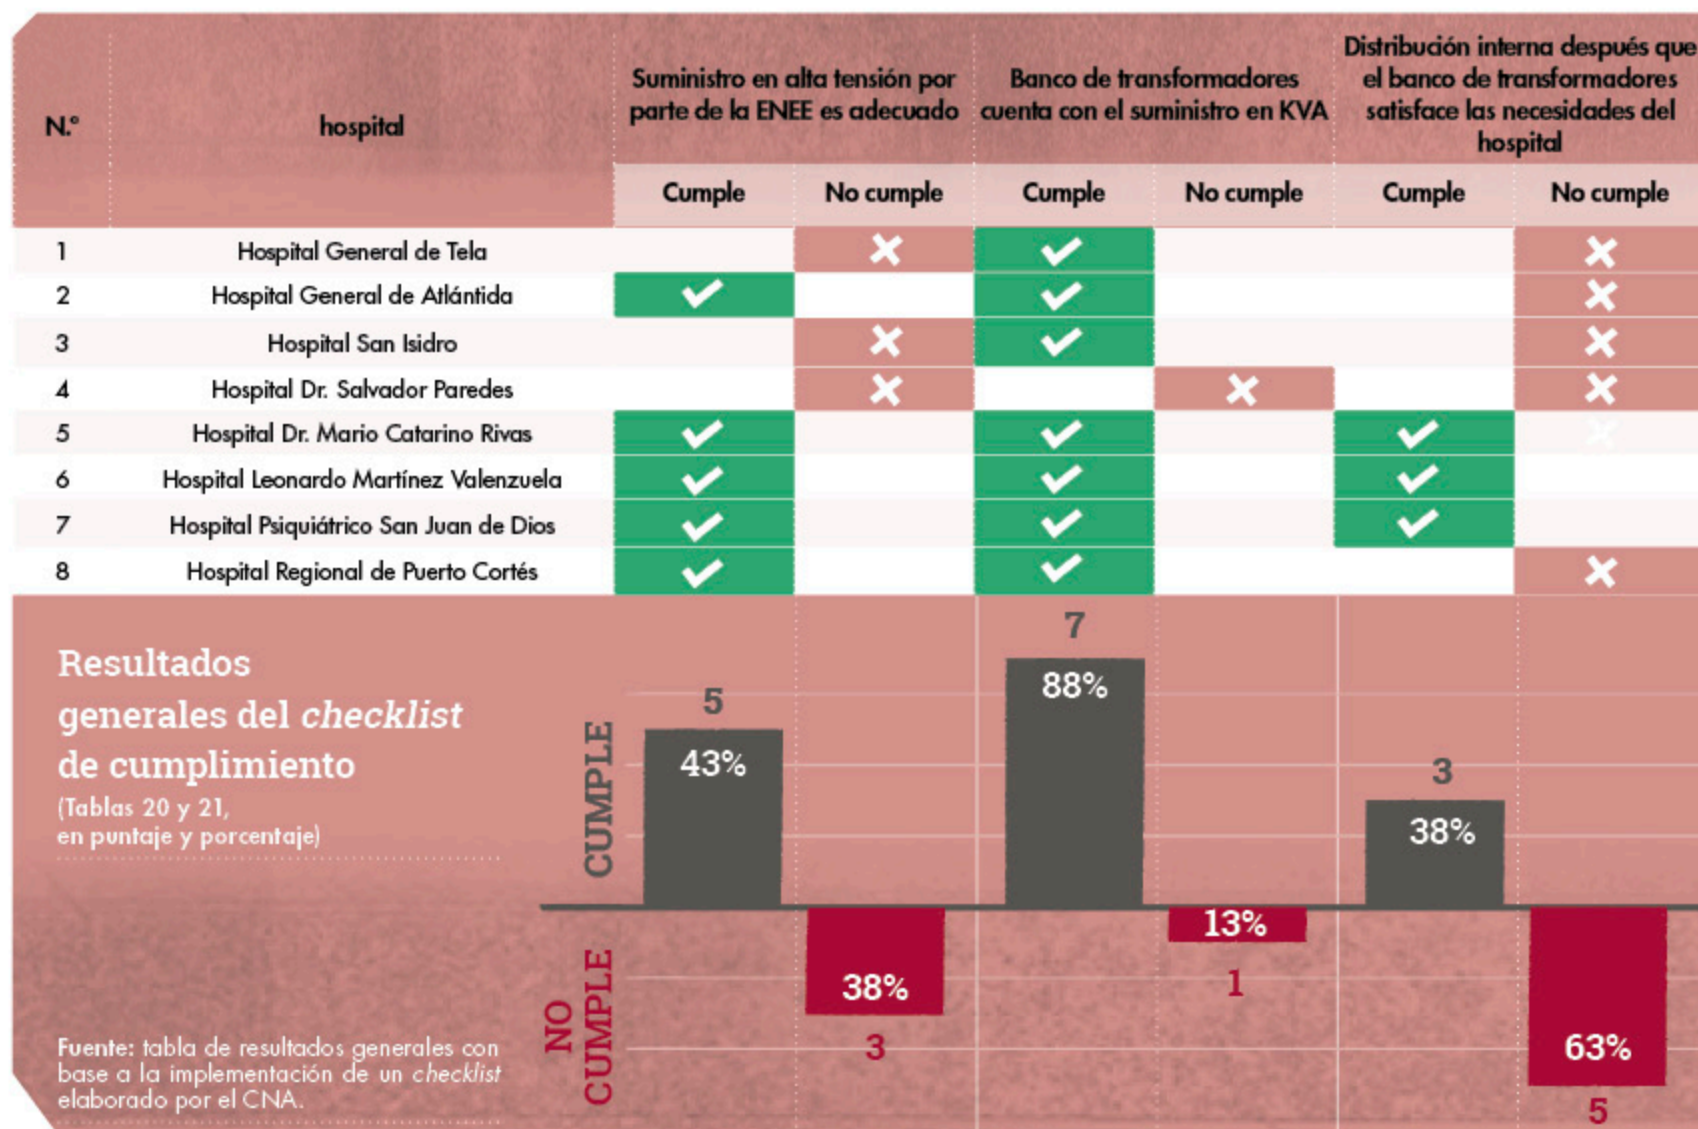 N.º
hospital
Suministro en alta tensión por
parte de la ENEE es adecuado
Banco de transformadores
cuenta con el suministro en KVA
Distribución interna después que
el banco de transformadores
satisface las necesidades del
hospital
Cumple No cumple Cumple No cumple Cumple No cumple
1 Hospital General de Tela
2 Hospital General de Atlántida
3 Hospital San Isidro
4 Hospital Dr. Salvador Paredes
5 Hospital Dr. Mario Catarino Rivas
6 Hospital Leonardo Martínez Valenzuela
7 Hospital Psiquiátrico San Juan de Dios
8 Hospital Regional de Puerto Cortés
Resultados
generales del checklist
de cumplimiento
(Tablas 20 y 21,
en puntaje y porcentaje)
CUMPLE
5
43%
7
88%
3
38%
NO
CUMPLE
38%
3
13%
1
63%
5
Fuente: tabla de resultados generales con
base a la implementación de un checklist
elaborado por el CNA.